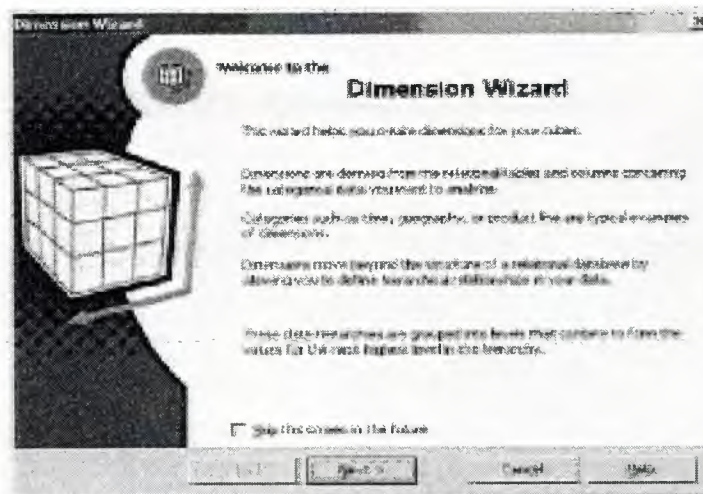 Dimension Wizard
Welcome to the
Dimension Wizard
This wizard helps you create dimensions for your cubes.
Dimensions are derived from the relational tables and columns containing
the categorical data you want to analyze.
Categories such as time, geography, or product line are typical examples
of dimensions.
Dimensions move beyond the structure of a relational database by
allowing you to define hierarchical relationships in your data.
These data hierarchies are grouped into levels that combine to form the
values for the next highest level in the hierarchy.
Skip this screen in the future
Next >
Cancel
Help